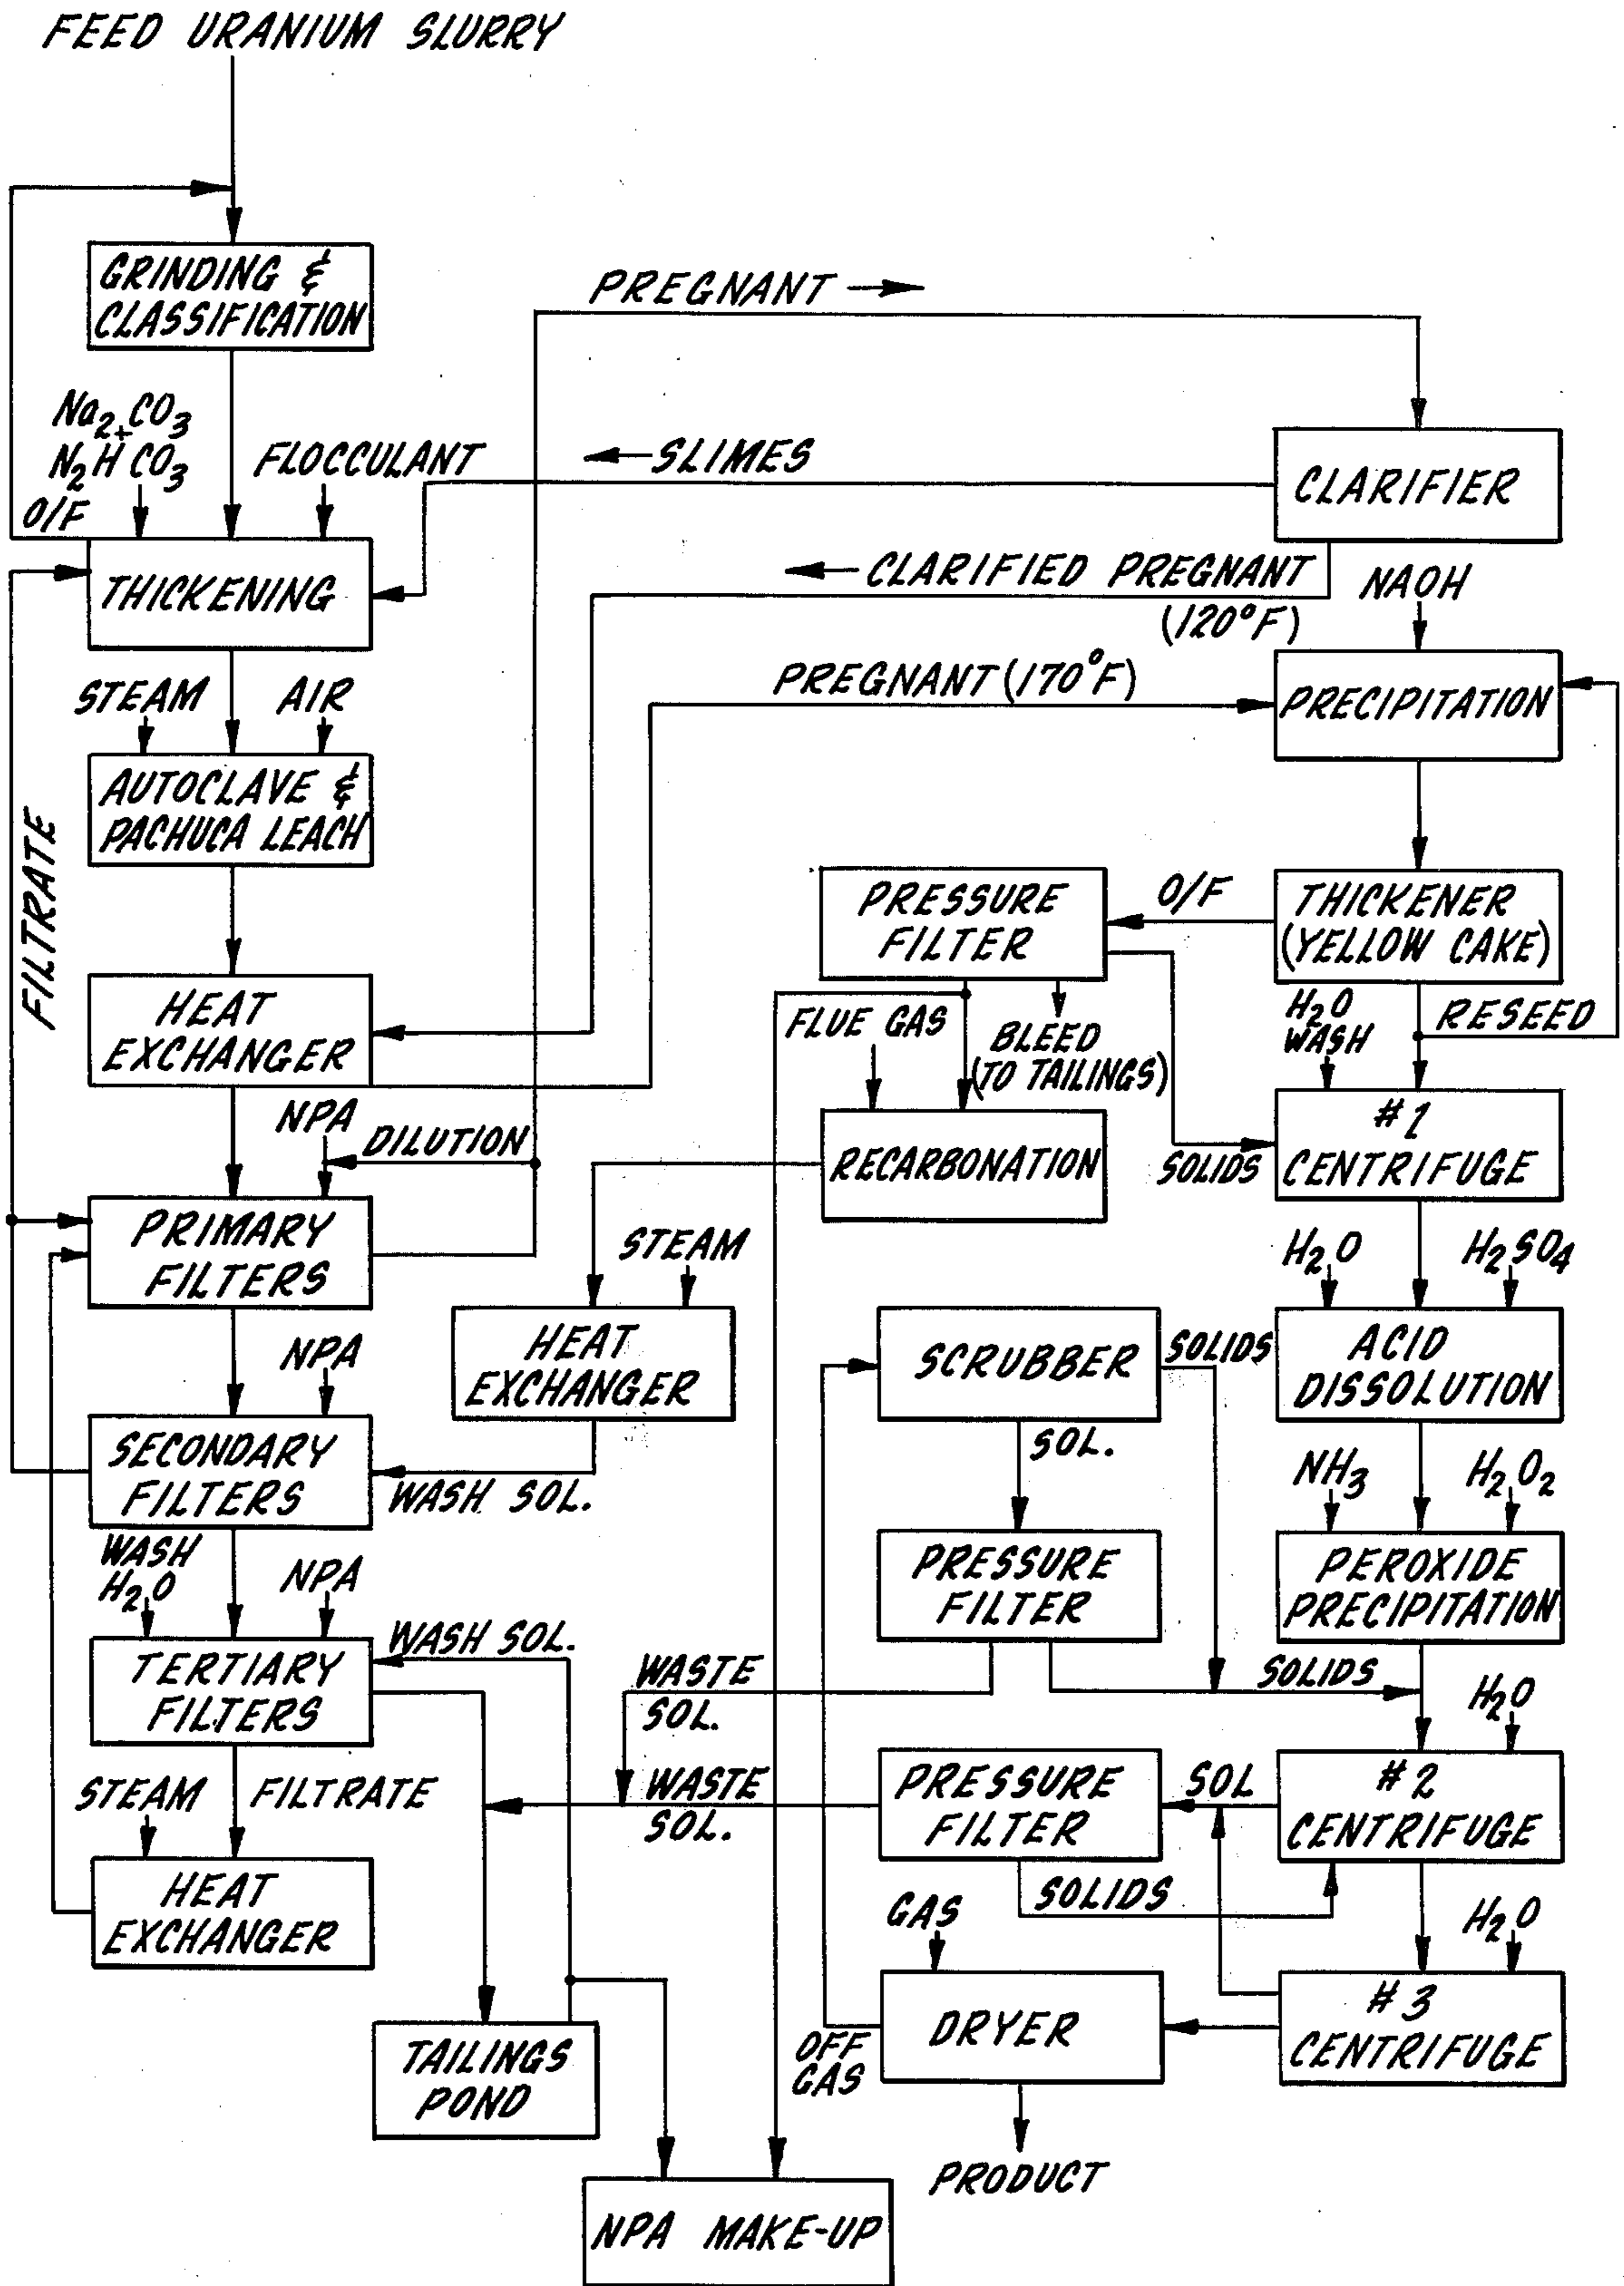 FEED URANIUM SLURRY
GRINDING &
CLASSIFICATION
PREGNANT
Na2CO3
+
N2HCO3
FLOCCULANT
O/F
SLIMES
CLARIFIER
THICKENING
CLARIFIED PREGNANT
(120°F)
NAOH
STEAM
AIR
PREGNANT (170°F)
PRECIPITATION
AUTOCLAVE &
PACHUCA LEACH
FILTRATE
PRESSURE
FILTER
O/F
THICKENER
(YELLOW CAKE)
HEAT
EXCHANGER
FLUE GAS
BLEED
(TO TAILINGS)
H2O
WASH
RESEED
NPA
DILUTION
RECARBONATION
SOLIDS
#1
CENTRIFUGE
PRIMARY
FILTERS
STEAM
H2O
H2SO4
NPA
HEAT
EXCHANGER
SCRUBBER
SOLIDS
ACID
DISSOLUTION
SECONDARY
FILTERS
WASH SOL.
SOL.
NH3
H2O2
WASH
H2O
NPA
PRESSURE
FILTER
PEROXIDE
PRECIPITATION
TERTIARY
FILTERS
WASH SOL.
WASTE
SOL.
SOLIDS
H2O
STEAM
FILTRATE
WASTE
SOL.
PRESSURE
FILTER
SOL
#2
CENTRIFUGE
HEAT
EXCHANGER
SOLIDS
GAS
H2O
TAILINGS
POND
OFF
GAS
DRYER
#3
CENTRIFUGE
PRODUCT
NPA MAKE-UP